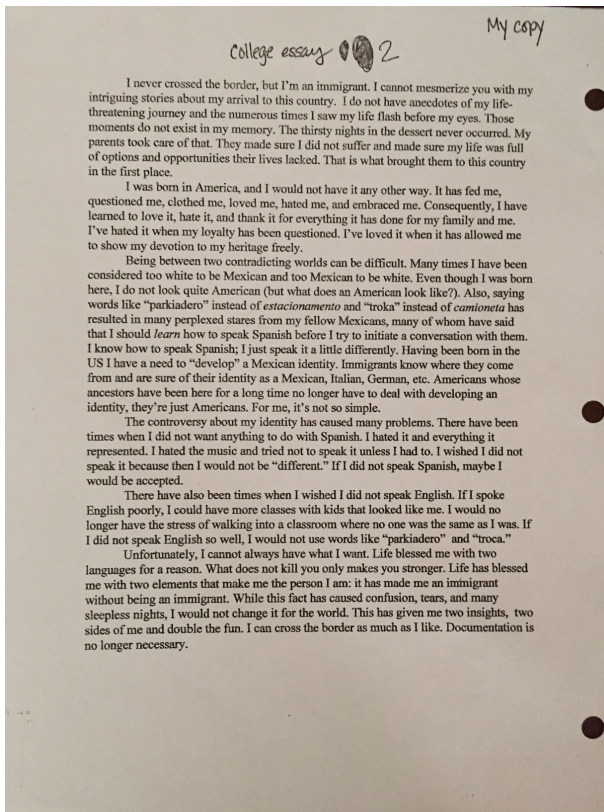 My copy
College essay 2
I never crossed the border, but I'm an immigrant. I cannot mesmerize you with my
intriguing stories about my arrival to this country.  I do not have anecdotes of my life-
threatening journey and the numerous times I saw my life flash before my eyes. Those
moments do not exist in my memory. The thirsty nights in the dessert never occurred. My
parents took care of that. They made sure I did not suffer and made sure my life was full
of options and opportunities their lives lacked. That is what brought them to this country
in the first place.
I was born in America, and I would not have it any other way. It has fed me,
questioned me, clothed me, loved me, hated me, and embraced me. Consequently, I have
learned to love it, hate it, and thank it for everything it has done for my family and me.
I've hated it when my loyalty has been questioned. I've loved it when it has allowed me
to show my devotion to my heritage freely.
Being between two contradicting worlds can be difficult. Many times I have been
considered too white to be Mexican and too Mexican to be white. Even though I was born
here, I do not look quite American (but what does an American look like?). Also, saying
words like "parkiadero" instead of estacionamento and "troka" instead of camioneta has
resulted in many perplexed stares from my fellow Mexicans, many of whom have said
that I should learn how to speak Spanish before I try to initiate a conversation with them.
I know how to speak Spanish; I just speak it a little differently. Having been born in the
US I have a need to "develop" a Mexican identity. Immigrants know where they come
from and are sure of their identity as a Mexican, Italian, German, etc. Americans whose
ancestors have been here for a long time no longer have to deal with developing an
identity, they're just Americans. For me, it's not so simple.
The controversy about my identity has caused many problems. There have been
times when I did not want anything to do with Spanish. I hated it and everything it
represented. I hated the music and tried not to speak it unless I had to. I wished I did not
speak it because then I would not be "different." If I did not speak Spanish, maybe I
would be accepted.
There have also been times when I wished I did not speak English. If I spoke
English poorly, I could have more classes with kids that looked like me. I would no
longer have the stress of walking into a classroom where no one was the same as I was. If
I did not speak English so well, I would not use words like "parkiadero"  and "troca."
Unfortunately, I cannot always have what I want. Life blessed me with two
languages for a reason. What does not kill you only makes you stronger. Life has blessed
me with two elements that make me the person I am: it has made me an immigrant
without being an immigrant. While this fact has caused confusion, tears, and many
sleepless nights, I would not change it for the world. This has given me two insights,  two
sides of me and double the fun. I can cross the border as much as I like. Documentation is
no longer necessary.